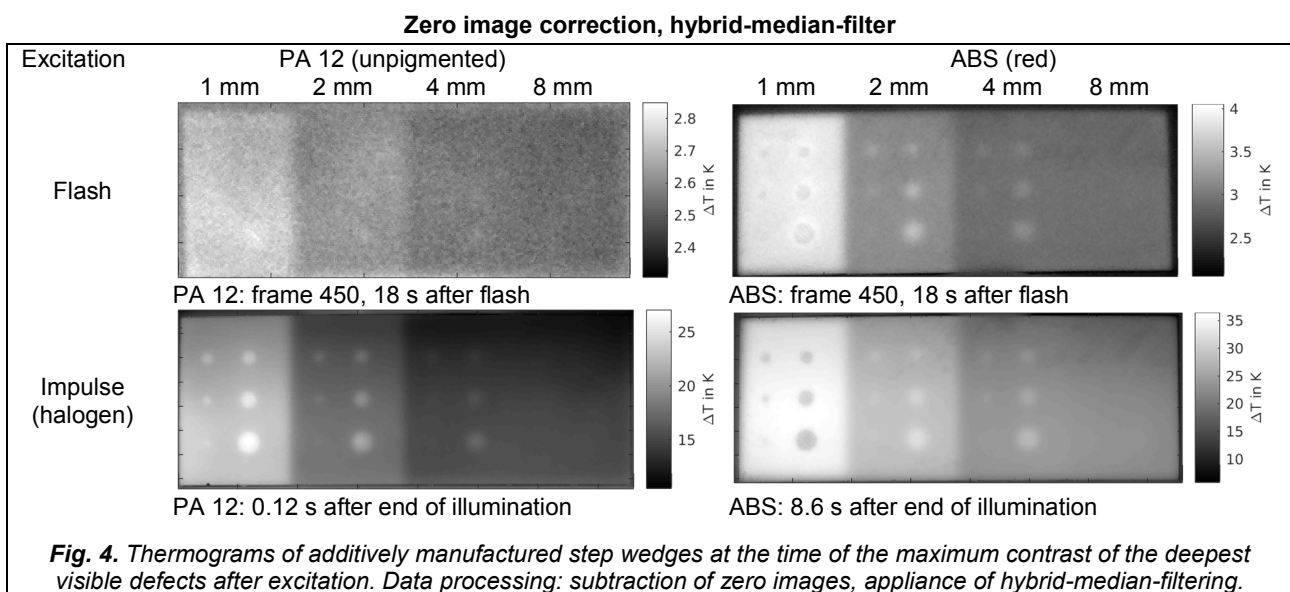 Zero image correction, hybrid-median-filter
Excitation PA 12 (unpigmented) ABS (red)
1 mm 2 mm 4 mm 8 mm 1 mm 2 mm 4 mm 8 mm
Flash
2.8
2.7
2.6
2.5
2.4
ΔT in K
4
3.5
3
2.5
ΔT in K
PA 12: frame 450, 18 s after flash ABS: frame 450, 18 s after flash
Impulse
(halogen)
25
20
15
ΔT in K
35
30
25
20
15
10
ΔT in K
PA 12: 0.12 s after end of illumination ABS: 8.6 s after end of illumination
Fig. 4. Thermograms of additively manufactured step wedges at the time of the maximum contrast of the deepest
visible defects after excitation. Data processing: subtraction of zero images, appliance of hybrid-median-filtering.